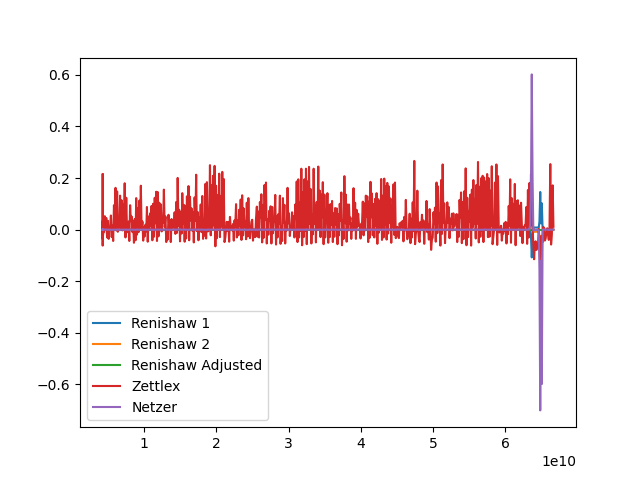 0.6
0.4
0.2
0.0
−0.2
−0.4
−0.6
Renishaw 1
Renishaw 2
Renishaw Adjusted
Zettlex
Netzer
1 2 3 4 5 6
1e10